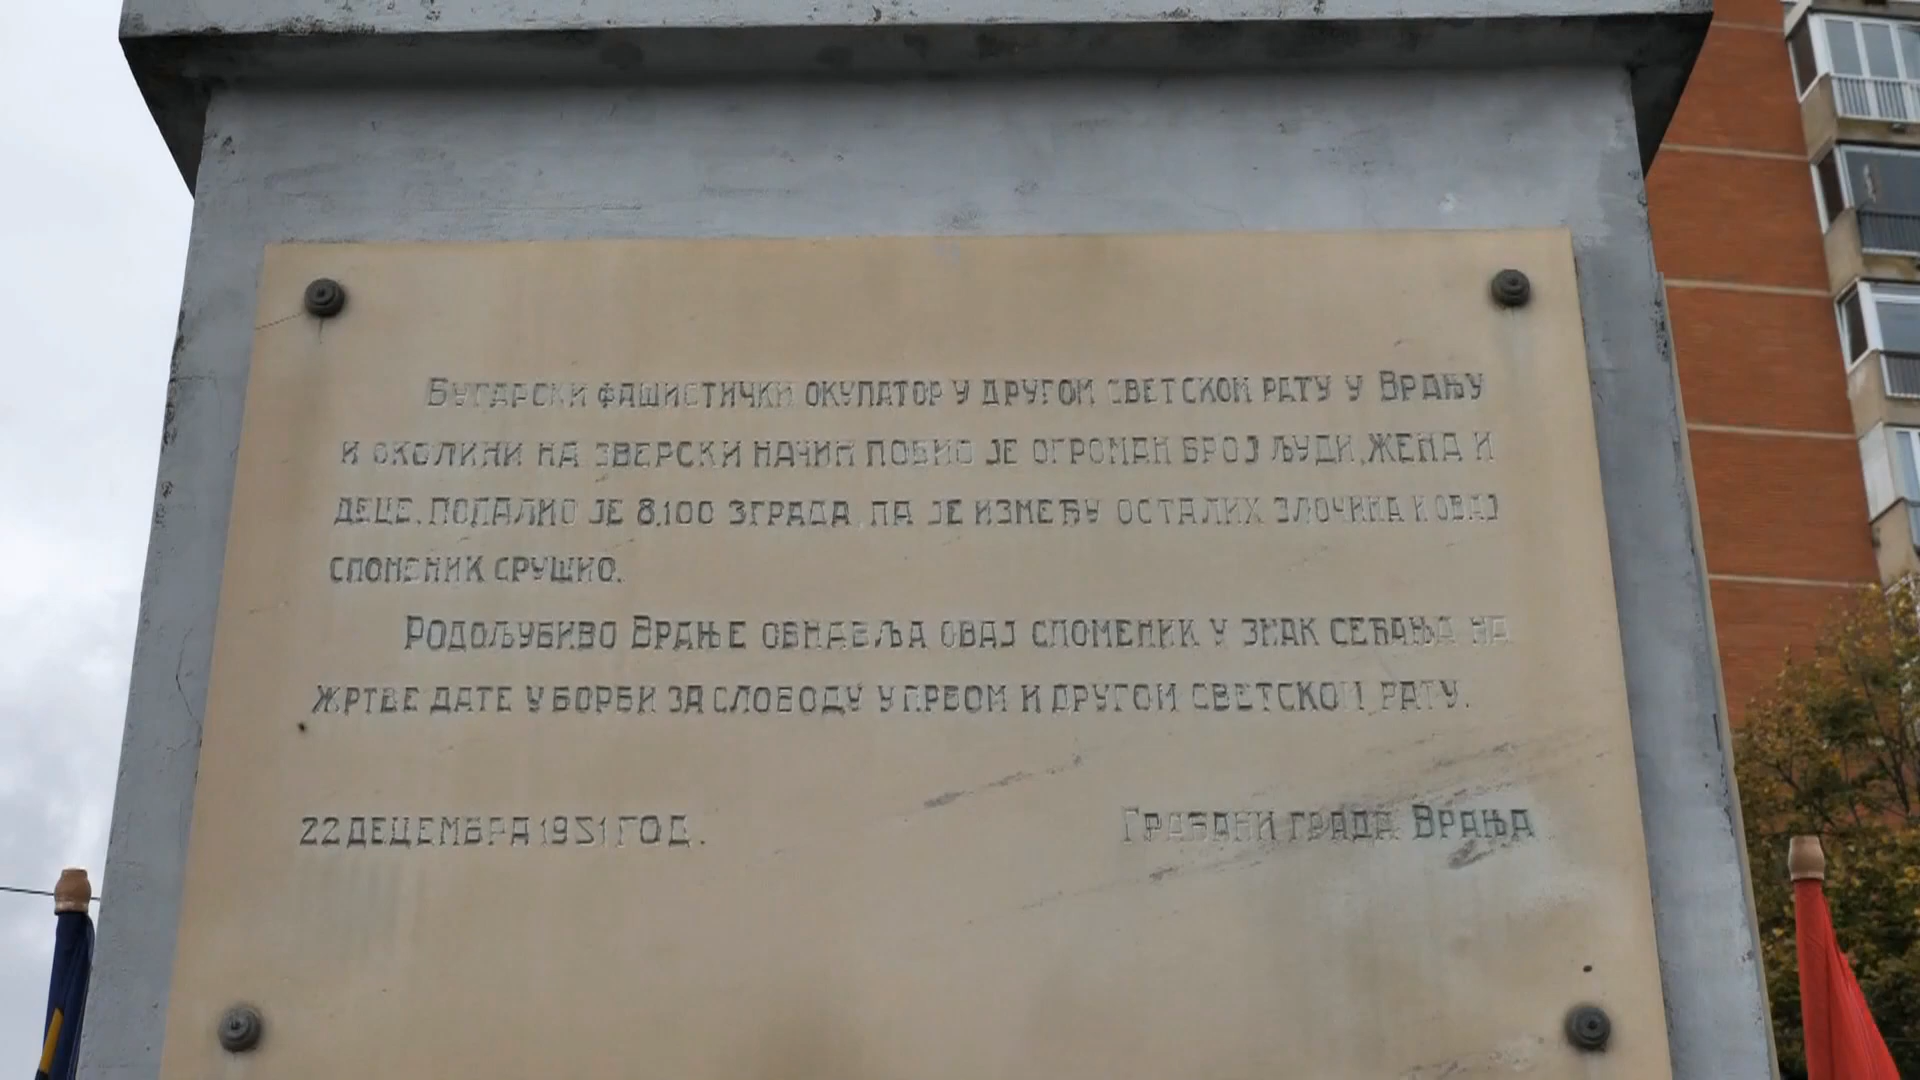 Бугарски фашистички окупатор у другом светском рату у Врању
и околини на зверски начин побио је огроман број људи, жена и
деце. Попалио је 8.100 зграда, па је између осталих злочина и овај
споменик срушио.
Родољубиво Врање обнавља овај споменик у знак сећања на
жртве дате у борби за слободу у првом и другом светском рату.
22 децембра 1951 год.
Грађани града Врања